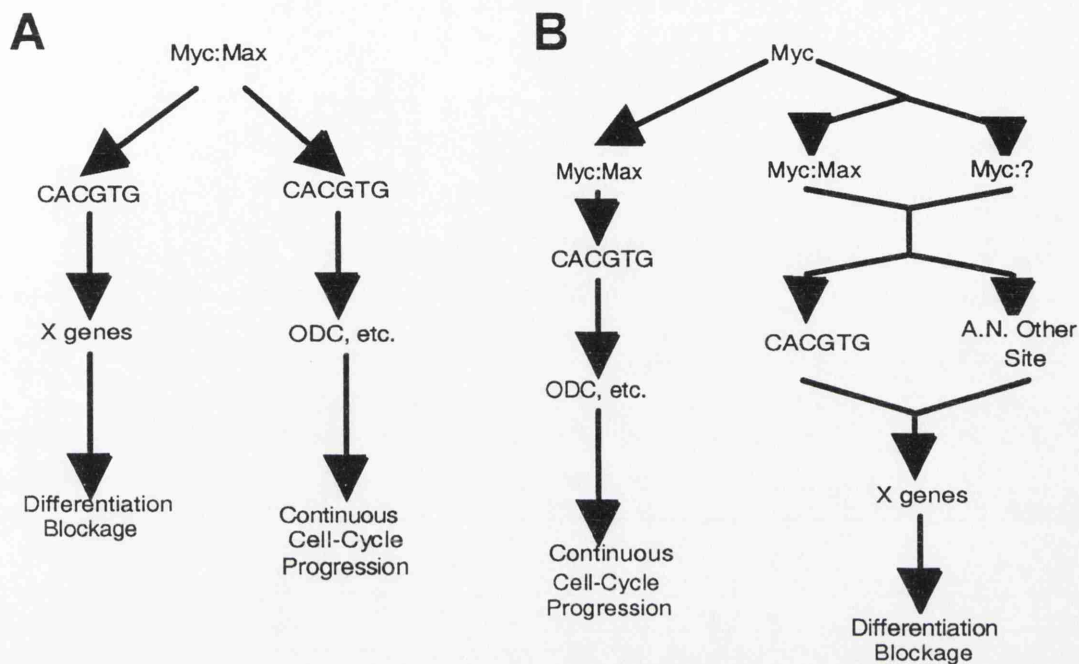 A
Myc:Max
CACGTG
CACGTG
X genes
ODC, etc.
Differentiation
Blockage
Continuous
Cell-Cycle
Progression
B
Myc
Myc:Max
Myc:Max
Myc:?
CACGTG
ODC, etc.
Continuous
Cell-Cycle
Progression
CACGTG
A.N. Other
Site
X genes
Differentiation
Blockage